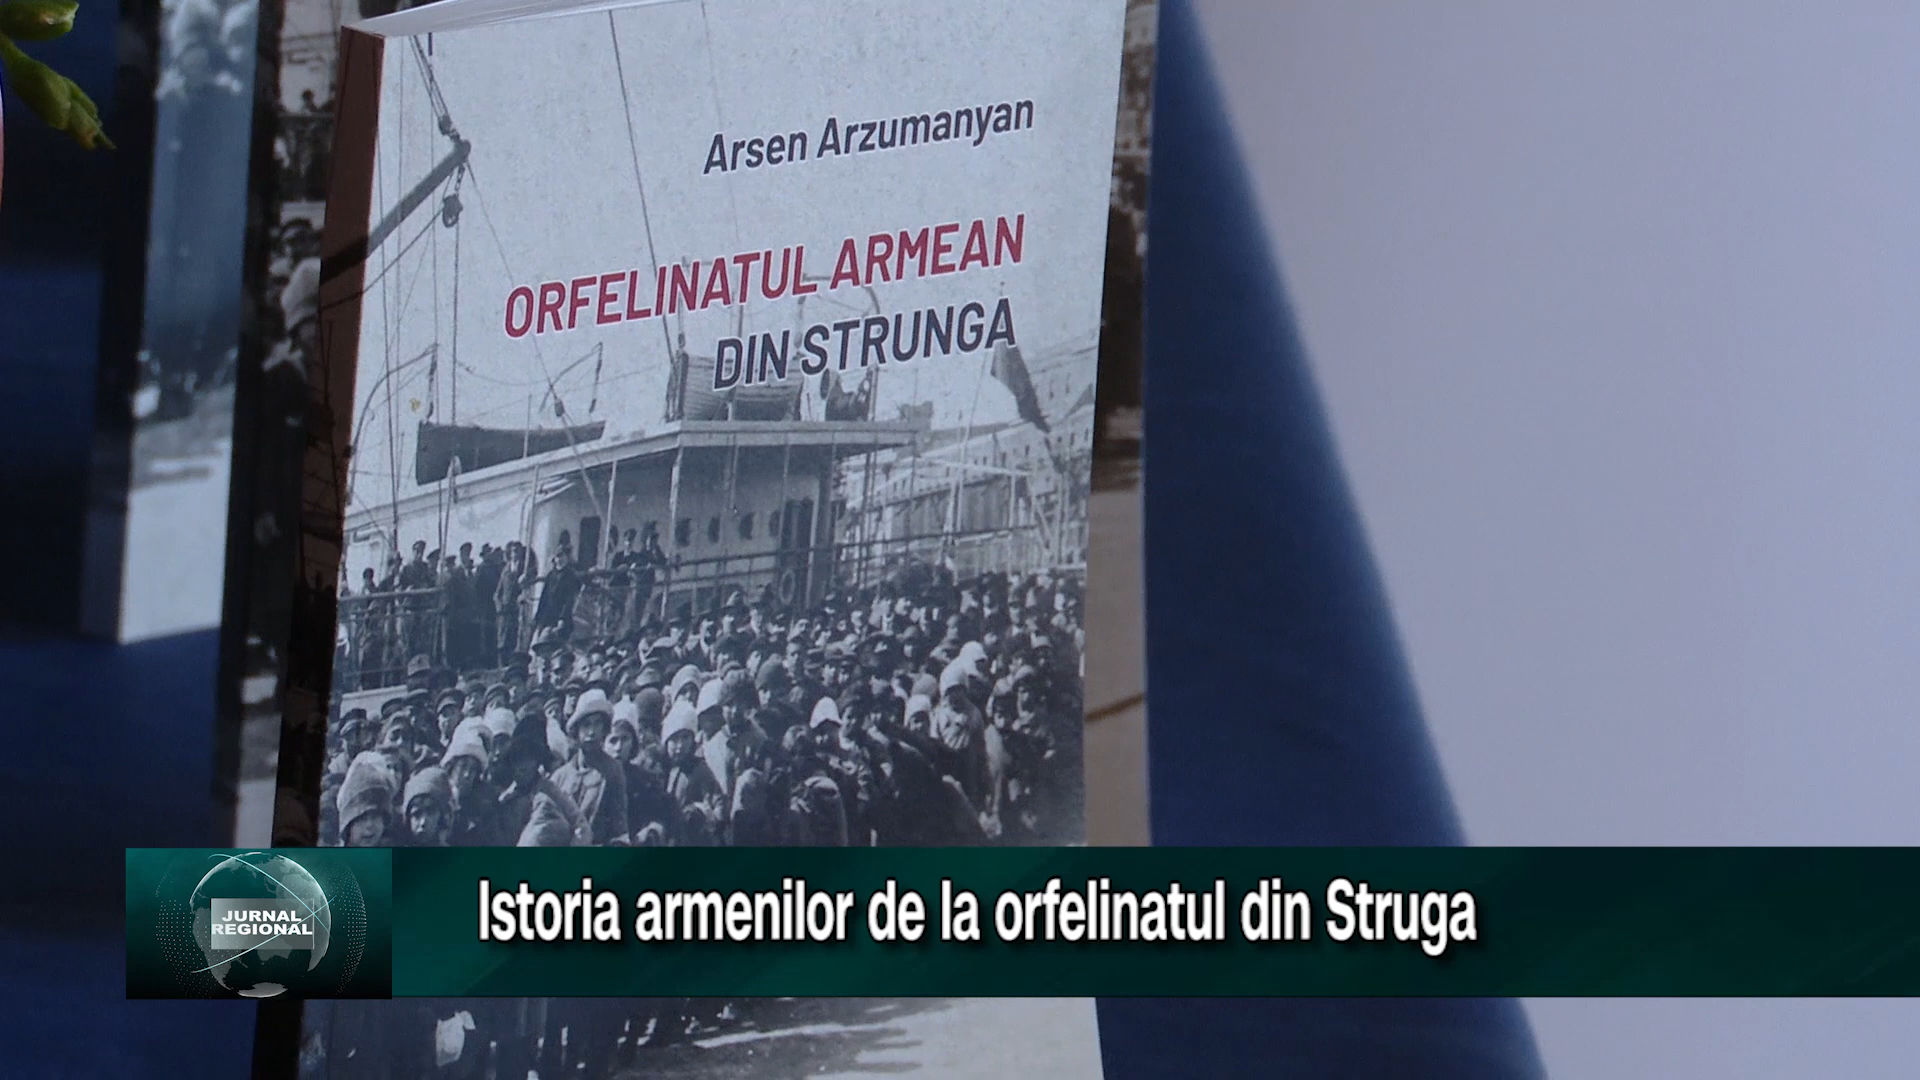 Arsen Arzumanyan
ORFELINATUL ARMEAN
DIN STRUNGA
JURNAL
REGIONAL
Istoria armenilor de la orfelinatul din Struga